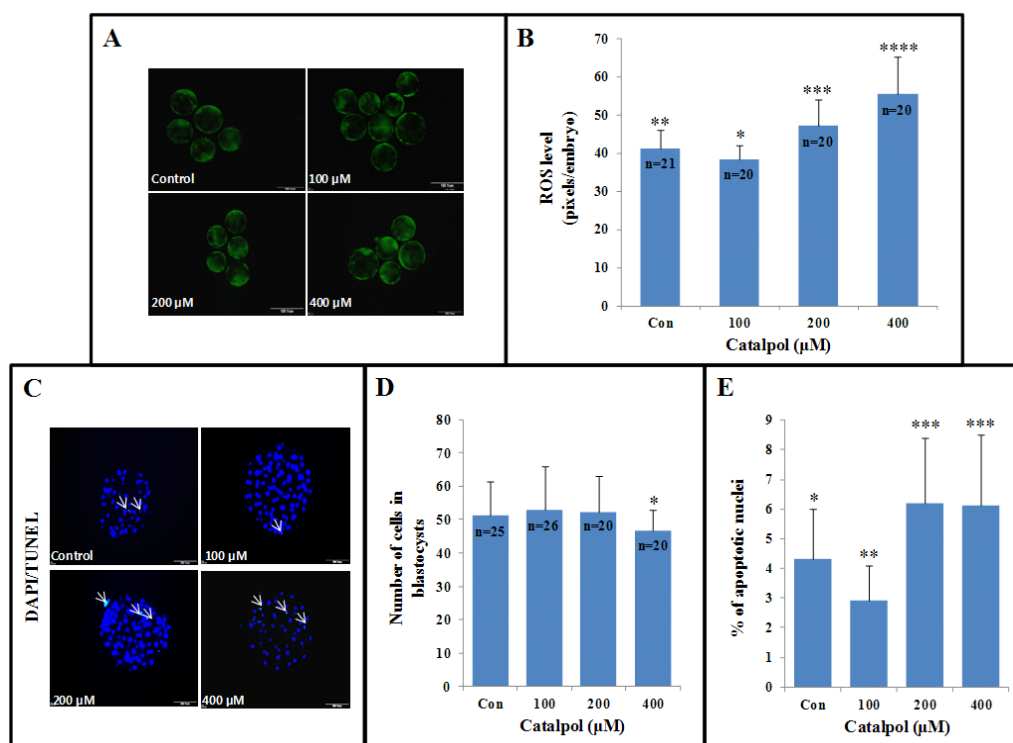 A
Control
100 µM
200 µM
400 µM
B
ROS level
(pixels/embryo)
70
60
50
40
30
20
10
0
**
*
***
****
n=21
n=20
n=20
n=20
Con 100 200 400
Catalpol (µM)
C
DAPI/TUNEL
Control
100 µM
200 µM
400 µM
D
Number of cells in
blastocysts
80
70
60
50
40
30
20
10
0
*
n=25
n=26
n=20
n=20
Con 100 200 400
Catalpol (µM)
E
% of apoptotic nuclei
9
8
7
6
5
4
3
2
1
0
*
**
***
***
Con 100 200 400
Catalpol (µM)